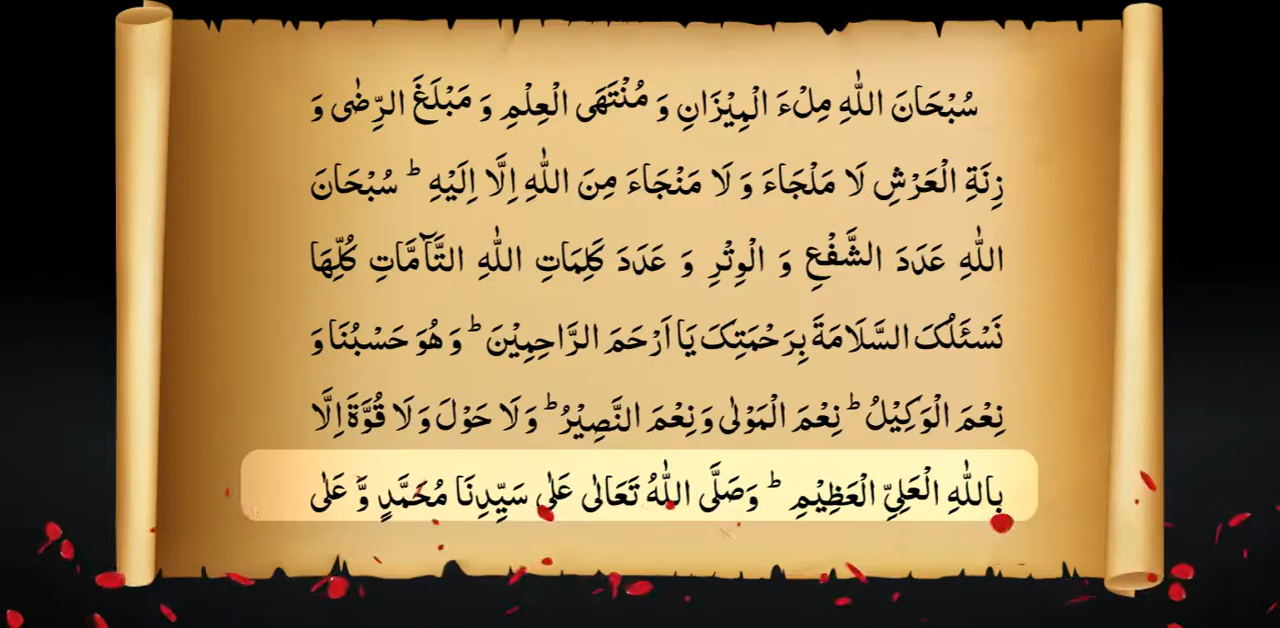 سُبْحَانَ اللّٰهِ مِلْءَ الْمِيْزَانِ وَ مُنْتَهَى الْعِلْمِ وَ مَبْلَغَ الرِّضٰى وَ
زِنَةِ الْعَرْشِ لَا مَلْجَاءَ وَ لَا مَنْجَاءَ مِنَ اللّٰهِ اِلَّا اِلَيْهِ ؕ سُبْحَانَ
اللّٰهِ عَدَدَ الشَّفْعِ وَ الْوِتْرِ وَ عَدَدَ كَلِمَاتِ اللّٰهِ التَّآمَّاتِ كُلِّهَا
نَسْئَلُکَ السَّلَامَةَ بِرَحْمَتِکَ يَا اَرْحَمَ الرَّاحِمِيْنَ ؕ وَ هُوَ حَسْبُنَا وَ
نِعْمَ الْوَكِيْلُ ؕ نِعْمَ الْمَوْلٰى وَ نِعْمَ النَّصِيْرُ ؕ وَ لَا حَوْلَ وَ لَا قُوَّةَ اِلَّا
بِاللّٰهِ الْعَلِىِّ الْعَظِيْمِ ؕ وَصَلَّى اللّٰهُ تَعَالٰى عَلٰى سَيِّدِنَا مُحَمَّدٍ وَّ عَلٰى